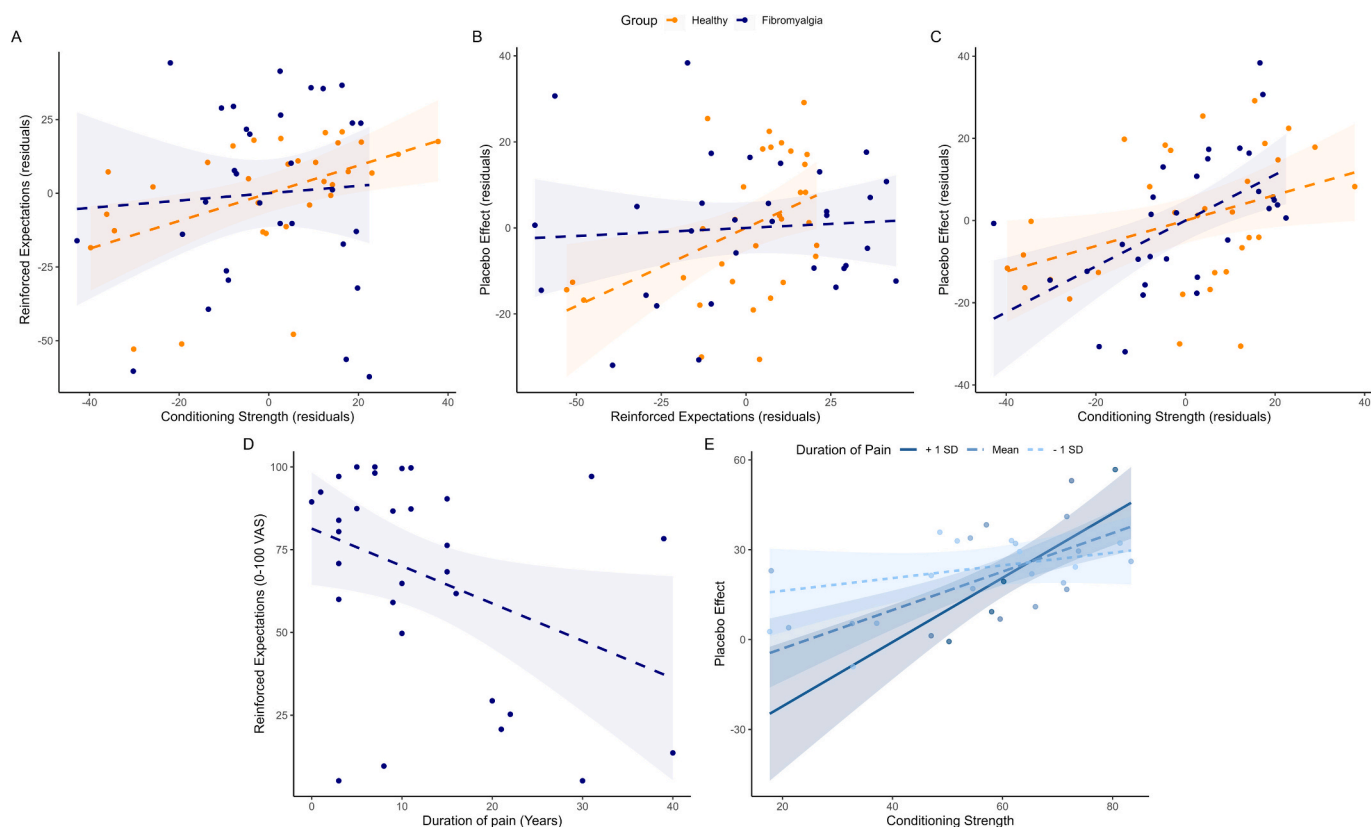 Group Healthy Fibromyalgia
A
B
C
Reinforced Expectations (residuals)
25
0
-25
-50
-40 -20 0 20 40
Conditioning Strength (residuals)
Placebo Effect (residuals)
40
20
0
-20
-50 -25 0 25
Reinforced Expectations (residuals)
Placebo Effect (residuals)
40
20
0
-20
-40
-40 -20 0 20 40
Conditioning Strength (residuals)
D
Reinforced Expectations (0-100 VAS)
100
75
50
25
0 10 20 30 40
Duration of pain (Years)
E
Duration of Pain + 1 SD Mean - 1 SD
Placebo Effect
60
30
0
-30
20 40 60 80
Conditioning Strength